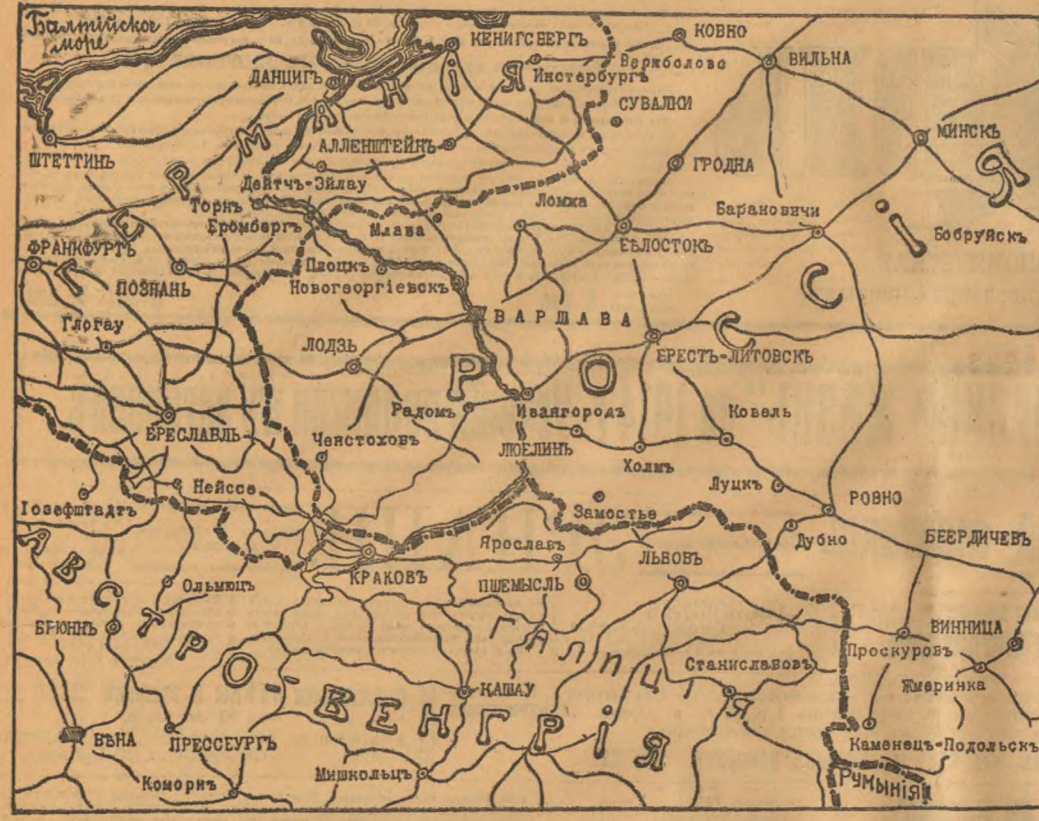 Балтійское
море
КЕНИГСБЕРГЪ
КОВНО
ВИЛЬНА
Вержболово
ДАНЦИГЪ
Инстербургъ
СУВАЛКИ
МИНСКЪ
ШТЕТТИНЪ
АЛЛЕНШТЕЙНЪ
ГРОДНА
Дейтчъ-Эйлау
Торнъ
Бромбергъ
Млава
Ломжа
Барановичи
Бобруйскъ
БѢЛОСТОКЪ
ГЕРМАНІЯ
ФРАНКФУРТЪ
ПОЗНАНЬ
Плоцкъ
Новогеоргіевскъ
ВАРШАВА
Глогау
ЛОДЗЬ
БРЕСТЪ-ЛИТОВСКЪ
РОССІЯ
Радомъ
Ивангородъ
Ковель
БРЕСЛАВЛЬ
Ченстоховъ
ЛЮБЛИНЪ
Холмъ
Луцкъ
Нейссе
РОВНО
Іозефштадтъ
Замостье
Дубно
БЕРДИЧЕВЪ
Ярославъ
ЛЬВОВЪ
КРАКОВЪ
ПШЕМЫСЛЬ
Ольмюцъ
БРЮННЪ
ВИННИЦА
Проскуровъ
ГАЛИЦІЯ
Станиславовъ
Жмеринка
КАШАУ
АВСТРО-ВЕНГРІЯ
ВѢНА
ПРЕССБУРГЪ
Каменецъ-Подольскъ
Коморнъ
Мишкольцъ
РУМЫНІЯ